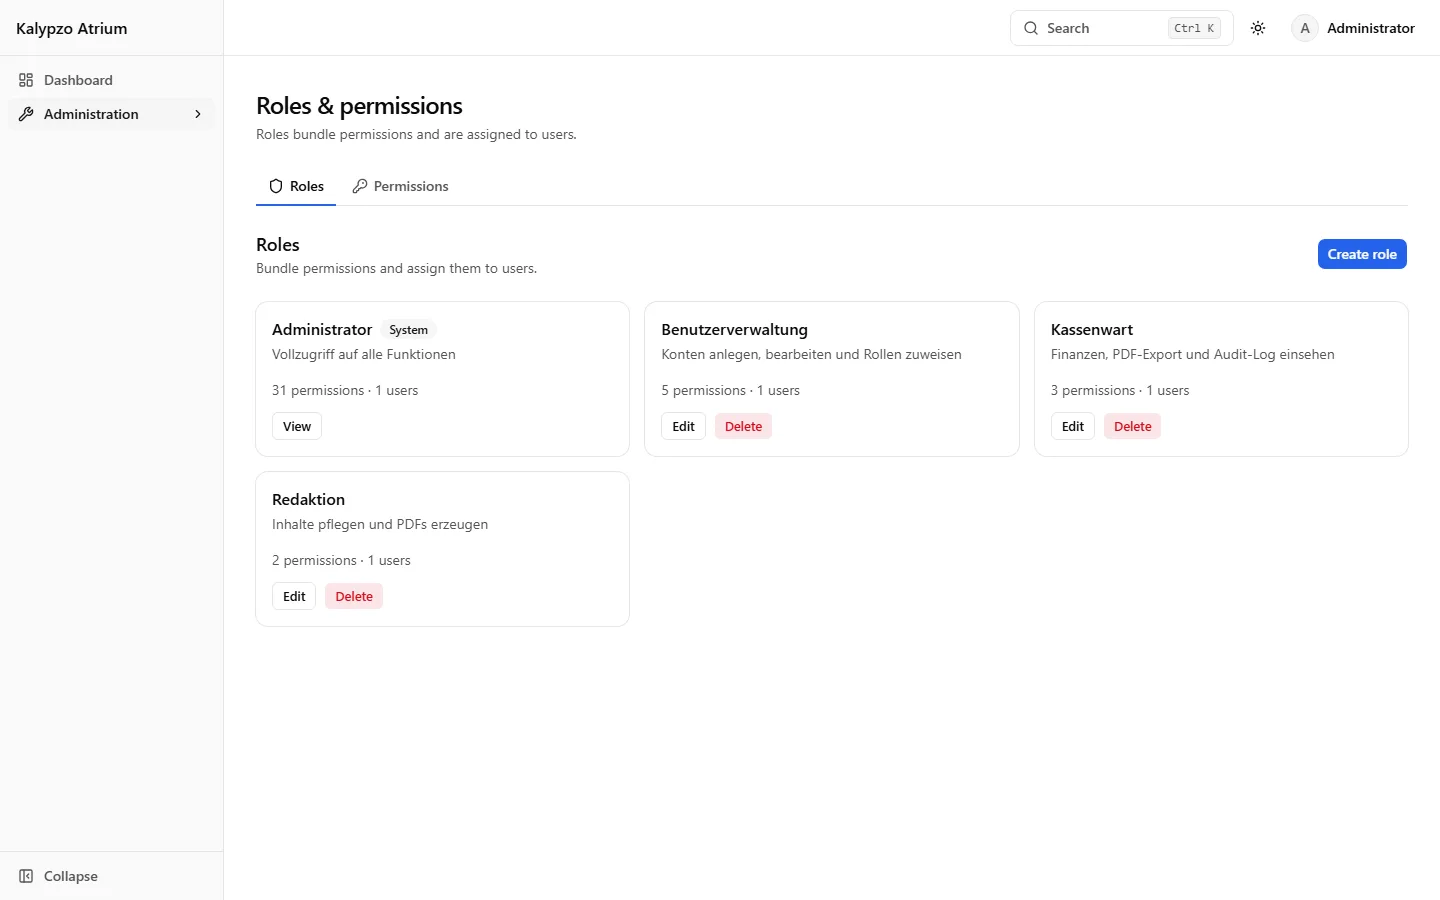 Kalypzo Atrium
Search
Ctrl K
A
Administrator
Dashboard
Administration
Roles & permissions
Roles bundle permissions and are assigned to users.
Roles
Permissions
Roles
Bundle permissions and assign them to users.
Create role
Administrator
System
Vollzugriff auf alle Funktionen
31 permissions · 1 users
View
Benutzerverwaltung
Konten anlegen, bearbeiten und Rollen zuweisen
5 permissions · 1 users
Edit
Delete
Kassenwart
Finanzen, PDF-Export und Audit-Log einsehen
3 permissions · 1 users
Edit
Delete
Redaktion
Inhalte pflegen und PDFs erzeugen
2 permissions · 1 users
Edit
Delete
Collapse